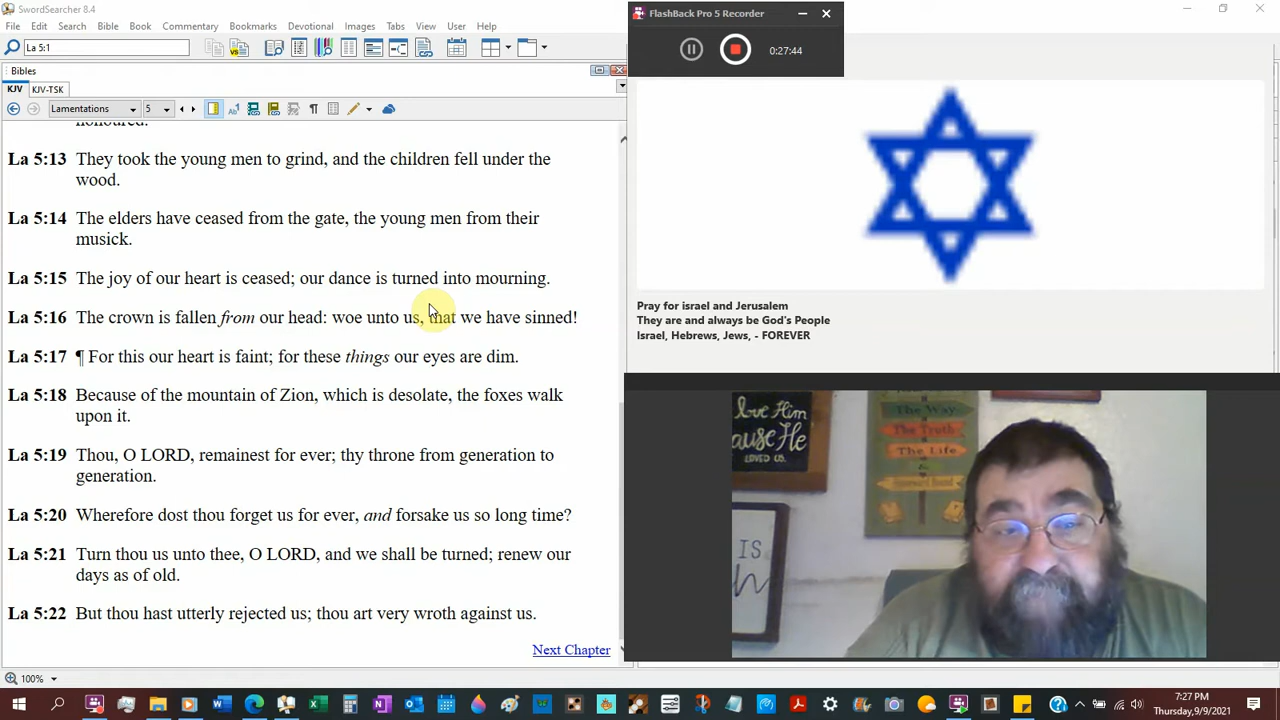 SwordSearcher 8.4
File Edit Search Bible Book Commentary Bookmarks Devotional Images Tabs View User Help
La 5:1
Bibles
KJV KJV-TSK
Lamentations 5
honoured.
La 5:13 They took the young men to grind, and the children fell under the
wood.
La 5:14 The elders have ceased from the gate, the young men from their
musick.
La 5:15 The joy of our heart is ceased; our dance is turned into mourning.
La 5:16 The crown is fallen from our head: woe unto us, that we have sinned!
La 5:17 ¶ For this our heart is faint; for these things our eyes are dim.
La 5:18 Because of the mountain of Zion, which is desolate, the foxes walk
upon it.
La 5:19 Thou, O LORD, remainest for ever; thy throne from generation to
generation.
La 5:20 Wherefore dost thou forget us for ever, and forsake us so long time?
La 5:21 Turn thou us unto thee, O LORD, and we shall be turned; renew our
days as of old.
La 5:22 But thou hast utterly rejected us; thou art very wroth against us.
Next Chapter
100%
FlashBack Pro 5 Recorder
0:27:44
Pray for israel and Jerusalem
They are and always be God's People
Israel, Hebrews, Jews, - FOREVER
love Him
ause He
LOVED US.
The Way
The Truth
The Life
IS
7:27 PM
Thursday,9/9/2021